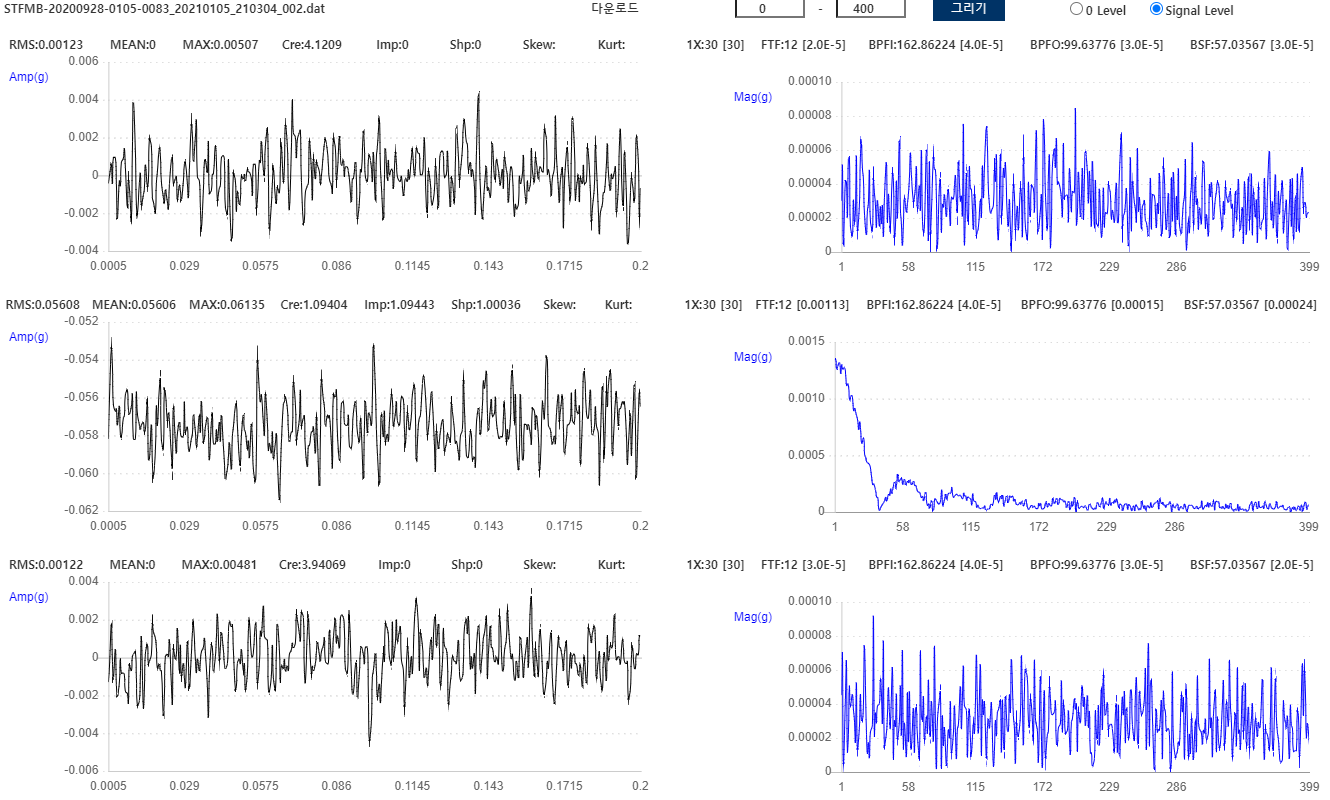 STFMB-20200928-0105-0083_20210105_210304_002.dat 다운로드 0 - 400 그리기 0 Level Signal Level
RMS:0.00123 MEAN:0 MAX:0.00507 Cre:4.1209 Imp:0 Shp:0 Skew: Kurt:
Amp(g)
0.006
0.004
0.002
0
-0.002
-0.004
0.0005 0.029 0.0575 0.086 0.1145 0.143 0.1715 0.2
1X:30 [30] FTF:12 [2.0E-5] BPFI:162.86224 [4.0E-5] BPFO:99.63776 [3.0E-5] BSF:57.03567 [3.0E-5]
Mag(g)
0.00010
0.00008
0.00006
0.00004
0.00002
0
1 58 115 172 229 286 399
RMS:0.05608 MEAN:0.05606 MAX:0.06135 Cre:1.09404 Imp:1.09443 Shp:1.00036 Skew: Kurt:
Amp(g)
-0.052
-0.054
-0.056
-0.058
-0.060
-0.062
0.0005 0.029 0.0575 0.086 0.1145 0.143 0.1715 0.2
1X:30 [30] FTF:12 [0.00113] BPFI:162.86224 [4.0E-5] BPFO:99.63776 [0.00015] BSF:57.03567 [0.00024]
Mag(g)
0.0015
0.0010
0.0005
0
1 58 115 172 229 286 399
RMS:0.00122 MEAN:0 MAX:0.00481 Cre:3.94069 Imp:0 Shp:0 Skew: Kurt:
Amp(g)
0.004
0.002
0
-0.002
-0.004
-0.006
0.0005 0.029 0.0575 0.086 0.1145 0.143 0.1715 0.2
1X:30 [30] FTF:12 [3.0E-5] BPFI:162.86224 [4.0E-5] BPFO:99.63776 [3.0E-5] BSF:57.03567 [2.0E-5]
Mag(g)
0.00010
0.00008
0.00006
0.00004
0.00002
0
1 58 115 172 229 286 399